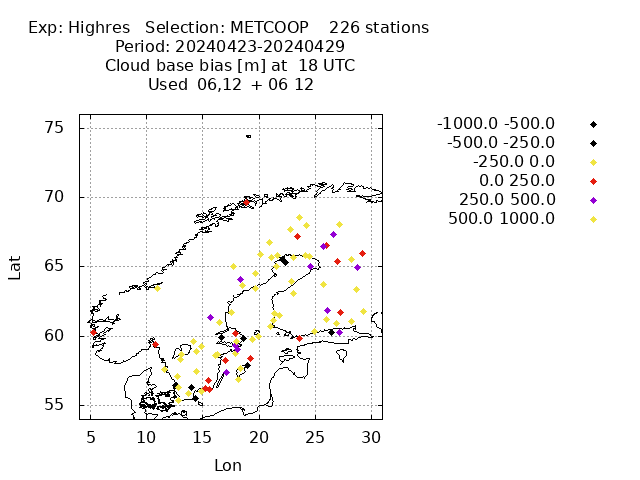 Exp: Highres   Selection: METCOOP    226 stations
Period: 20240423-20240429
Cloud base bias [m] at  18 UTC
Used  06,12  + 06 12
-1000.0 -500.0
-500.0 -250.0
-250.0 0.0
0.0 250.0
250.0 500.0
500.0 1000.0
75
70
65
60
55
Lat
5 10 15 20 25 30
Lon